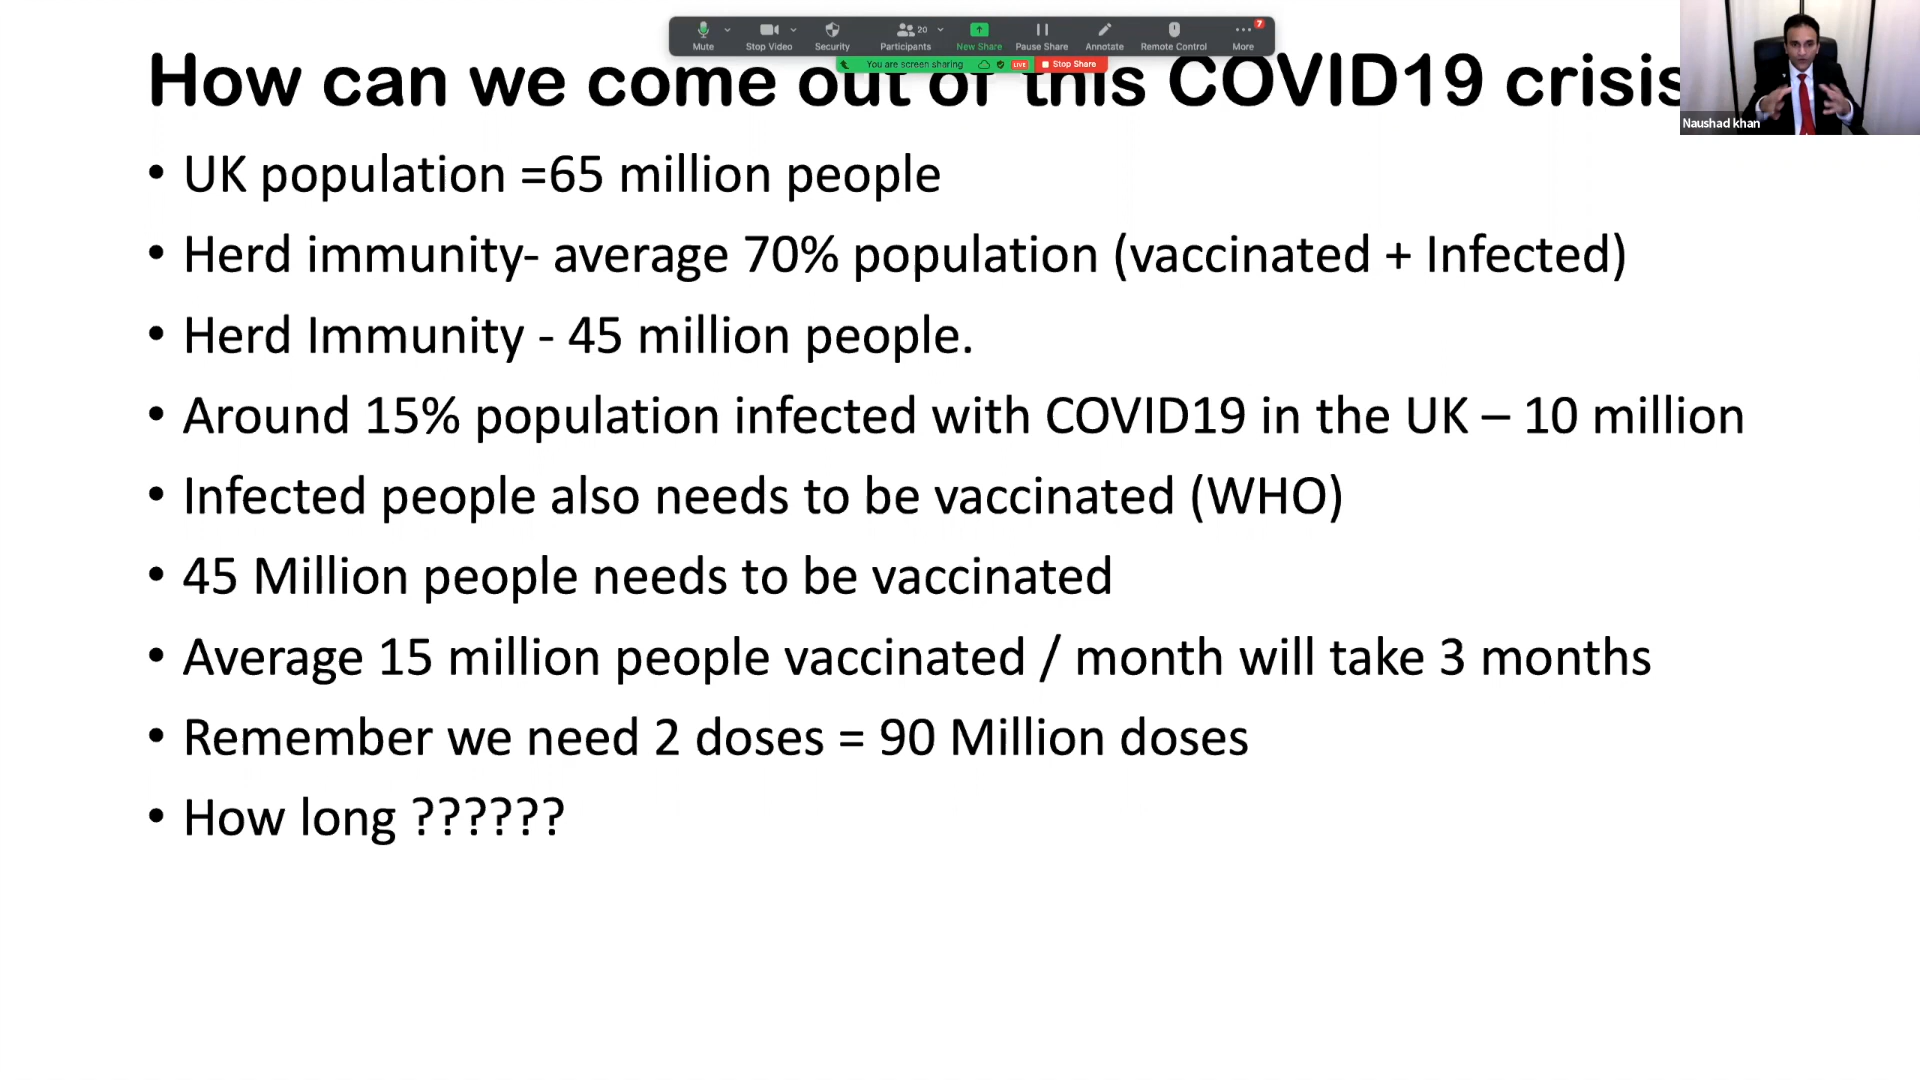 Mute
Stop Video
Security
20
Participants
New Share
Pause Share
Annotate
Remote Control
7
More
You are screen sharing
LIVE
Stop Share
How can we come out of this COVID19 crisis
Naushad khan
• UK population =65 million people
• Herd immunity- average 70% population (vaccinated + Infected)
• Herd Immunity - 45 million people.
• Around 15% population infected with COVID19 in the UK – 10 million
• Infected people also needs to be vaccinated (WHO)
• 45 Million people needs to be vaccinated
• Average 15 million people vaccinated / month will take 3 months
• Remember we need 2 doses = 90 Million doses
• How long ??????